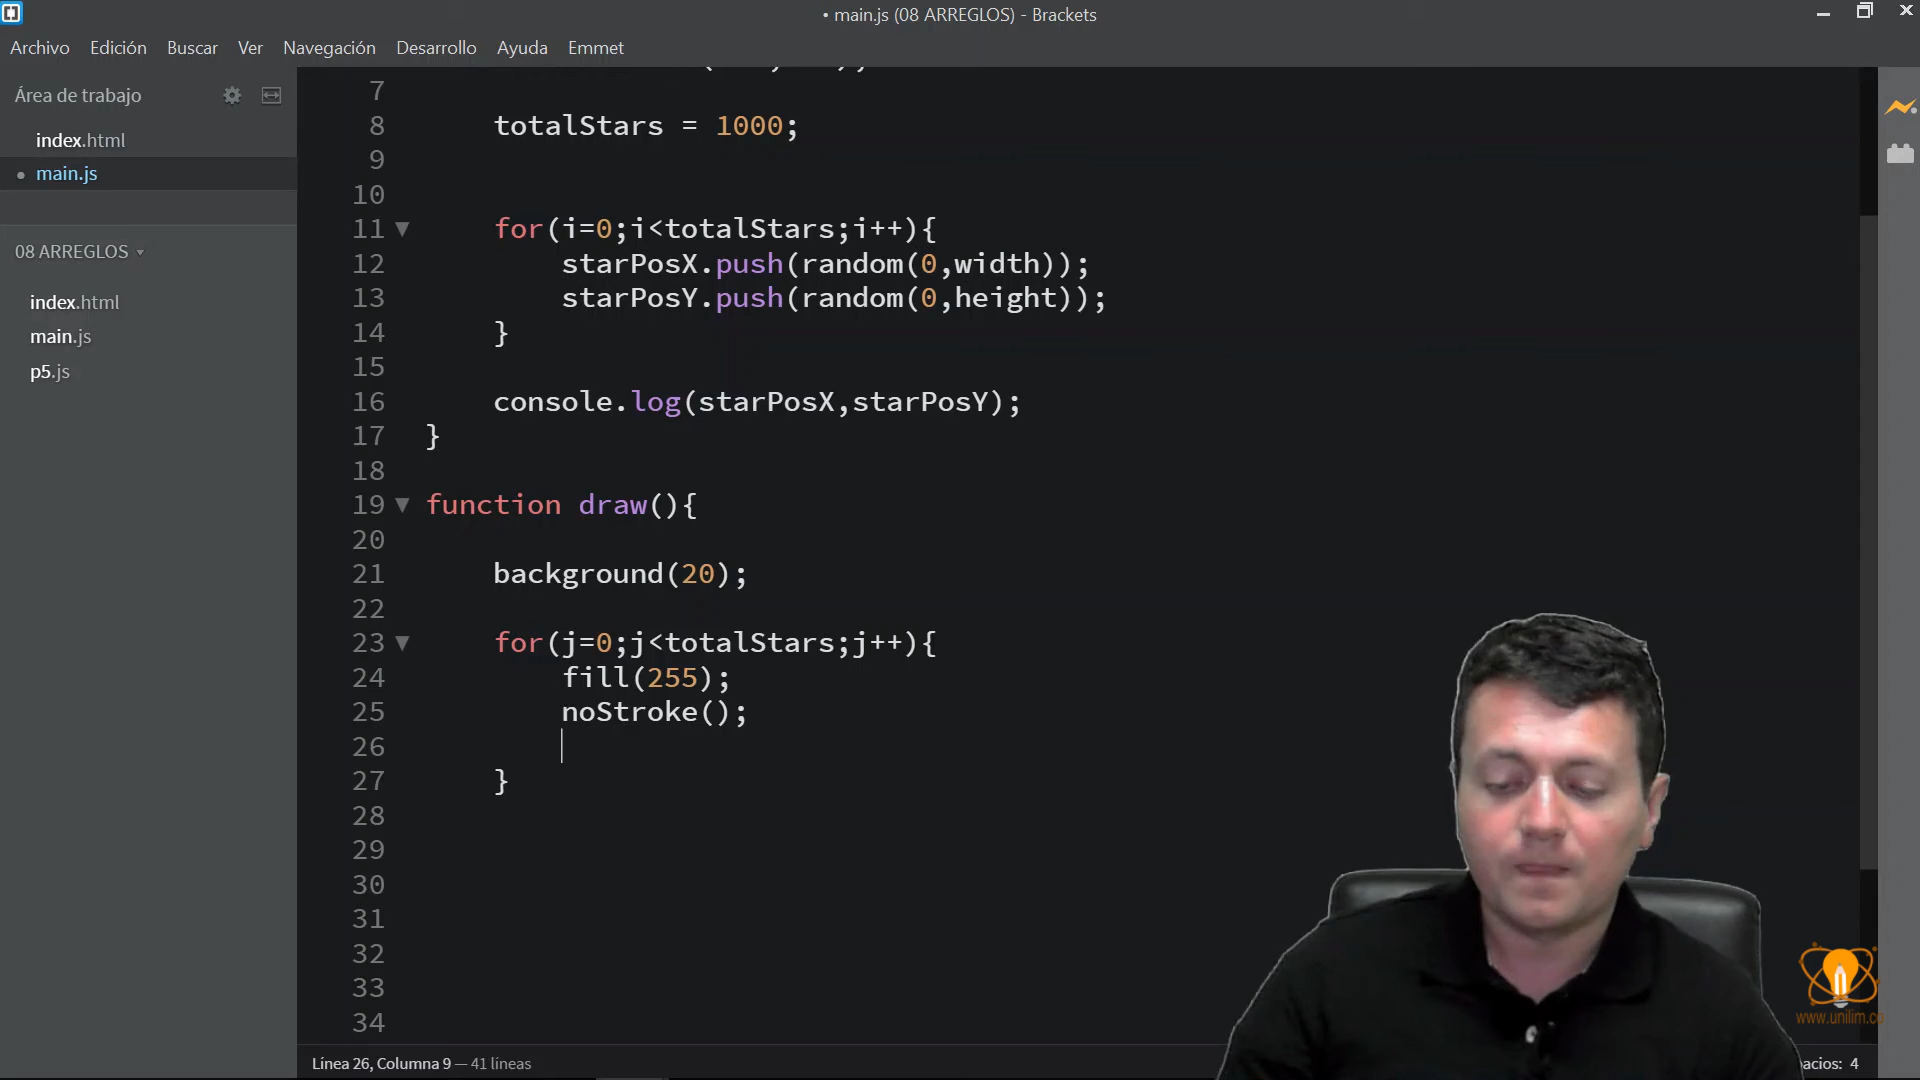 • main.js (08 ARREGLOS) - Brackets
Archivo Edición Buscar Ver Navegación Desarrollo Ayuda Emmet
Área de trabajo
index.html
• main.js
08 ARREGLOS
index.html
main.js
p5.js
7
8 totalStars = 1000;
9
10
11 for(i=0;i<totalStars;i++){
12 starPosX.push(random(0,width));
13 starPosY.push(random(0,height));
14 }
15
16 console.log(starPosX,starPosY);
17 }
18
19 function draw(){
20
21 background(20);
22
23 for(j=0;j<totalStars;j++){
24 fill(255);
25 noStroke();
26
27 }
28
29
30
31
32
33
34
Línea 26, Columna 9 — 41 líneas
acios: 4
www.unilim.c